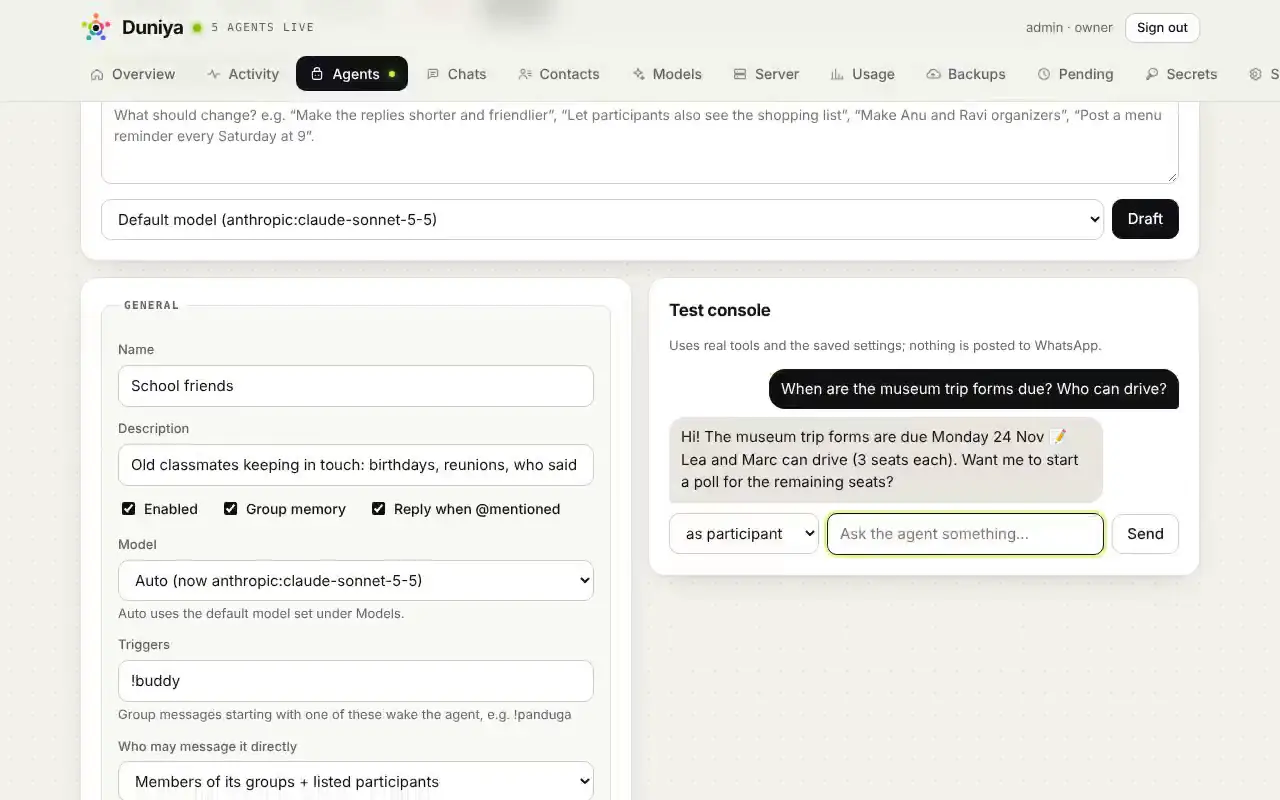 Duniya
5 AGENTS LIVE
admin · owner
Sign out
Overview
Activity
Agents
Chats
Contacts
Models
Server
Usage
Backups
Pending
Secrets
S
What should change? e.g. “Make the replies shorter and friendlier”, “Let participants also see the shopping list”, “Make Anu and Ravi organizers”, “Post a menu
reminder every Saturday at 9”.
Default model (anthropic:claude-sonnet-5-5)
Draft
GENERAL
Name
School friends
Description
Old classmates keeping in touch: birthdays, reunions, who said
Enabled
Group memory
Reply when @mentioned
Model
Auto (now anthropic:claude-sonnet-5-5)
Auto uses the default model set under Models.
Triggers
!buddy
Group messages starting with one of these wake the agent, e.g. !panduga
Who may message it directly
Members of its groups + listed participants
Test console
Uses real tools and the saved settings; nothing is posted to WhatsApp.
When are the museum trip forms due? Who can drive?
Hi! The museum trip forms are due Monday 24 Nov 📝
Lea and Marc can drive (3 seats each). Want me to start
a poll for the remaining seats?
as participant
Ask the agent something...
Send